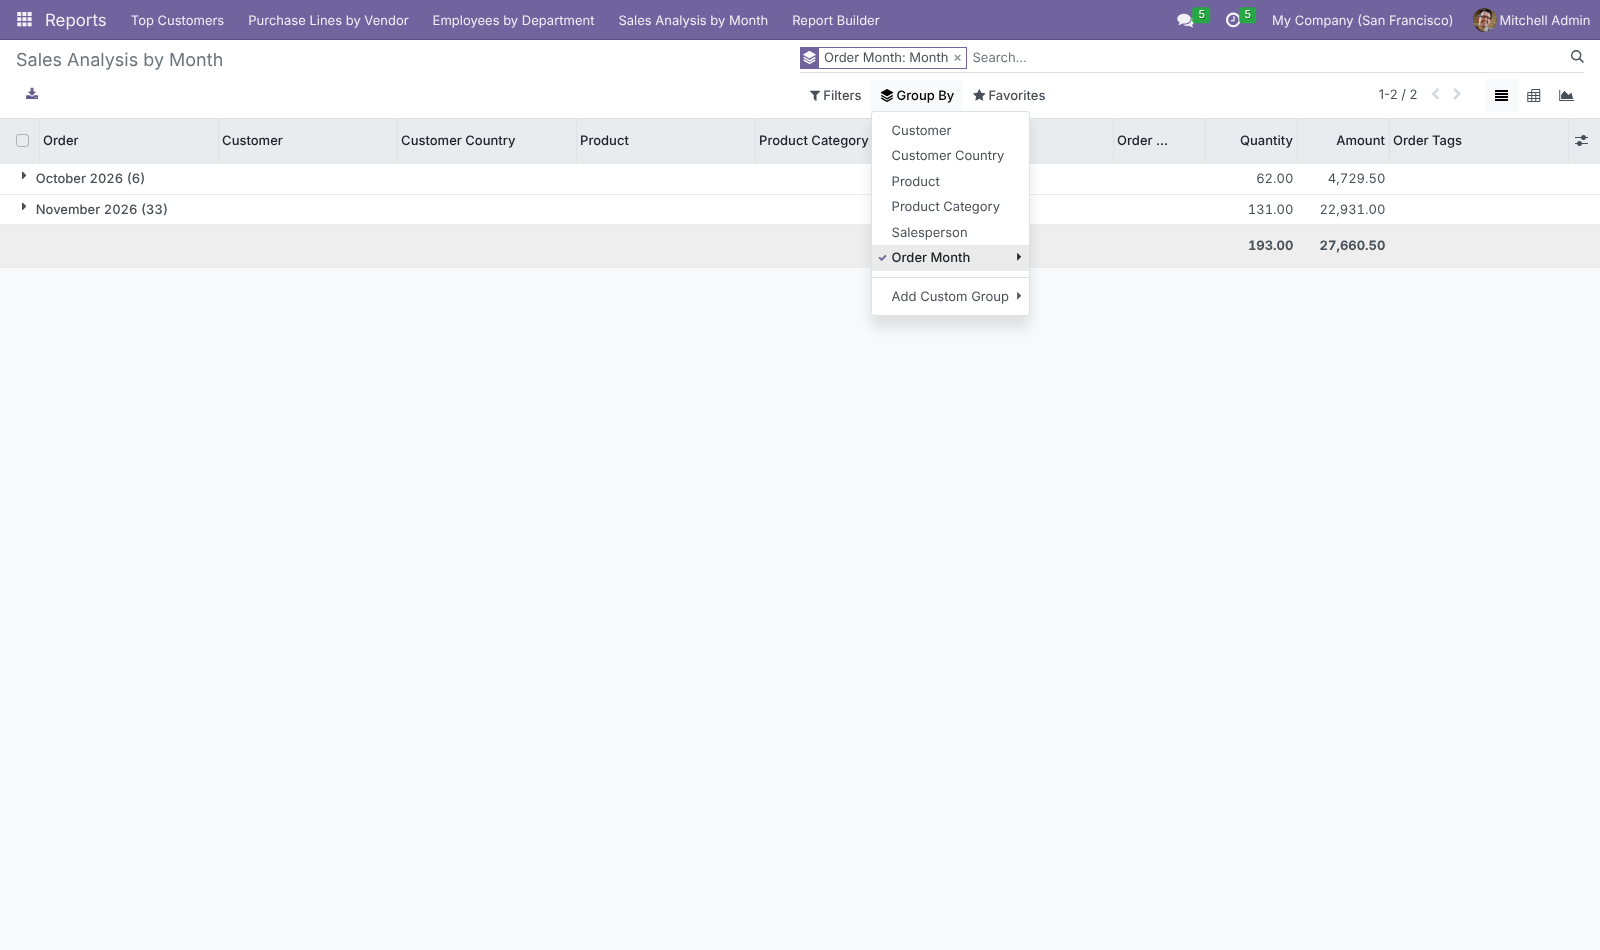 Reports Top Customers Purchase Lines by Vendor Employees by Department Sales Analysis by Month Report Builder 5 5 My Company (San Francisco) Mitchell Admin
Sales Analysis by Month
Order Month: Month × Search...
Filters Group By Favorites 1-2 / 2
Order Customer Customer Country Product Product Category Order ... Quantity Amount Order Tags
October 2026 (6) 62.00 4,729.50
November 2026 (33) 131.00 22,931.00
193.00 27,660.50
Customer
Customer Country
Product
Product Category
Salesperson
Order Month
Add Custom Group